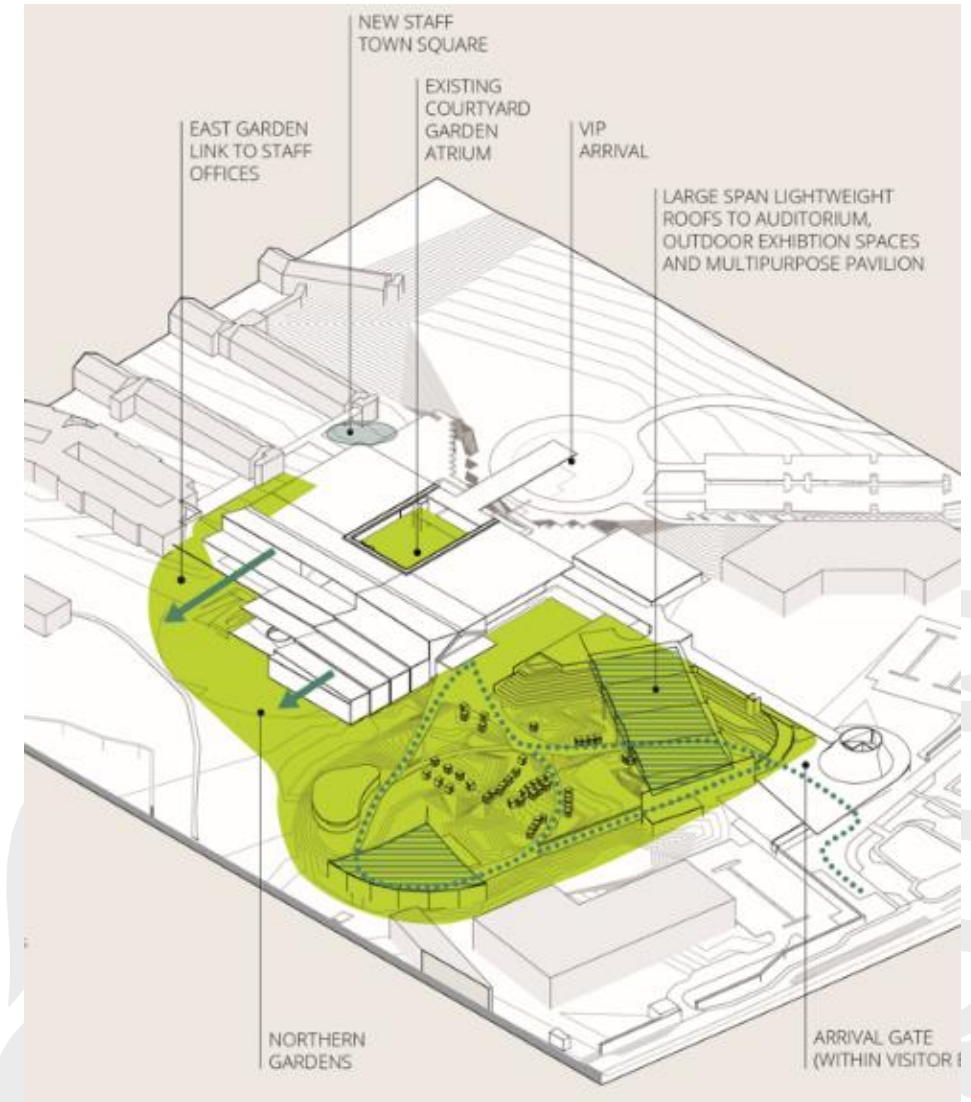 NEW STAFF
TOWN SQUARE
EXISTING
COURTYARD
GARDEN
ATRIUM
EAST GARDEN
LINK TO STAFF
OFFICES
VIP
ARRIVAL
LARGE SPAN LIGHTWEIGHT
ROOFS TO AUDITORIUM,
OUTDOOR EXHIBTION SPACES
AND MULTIPURPOSE PAVILION
NORTHERN
GARDENS
ARRIVAL GATE
(WITHIN VISITOR